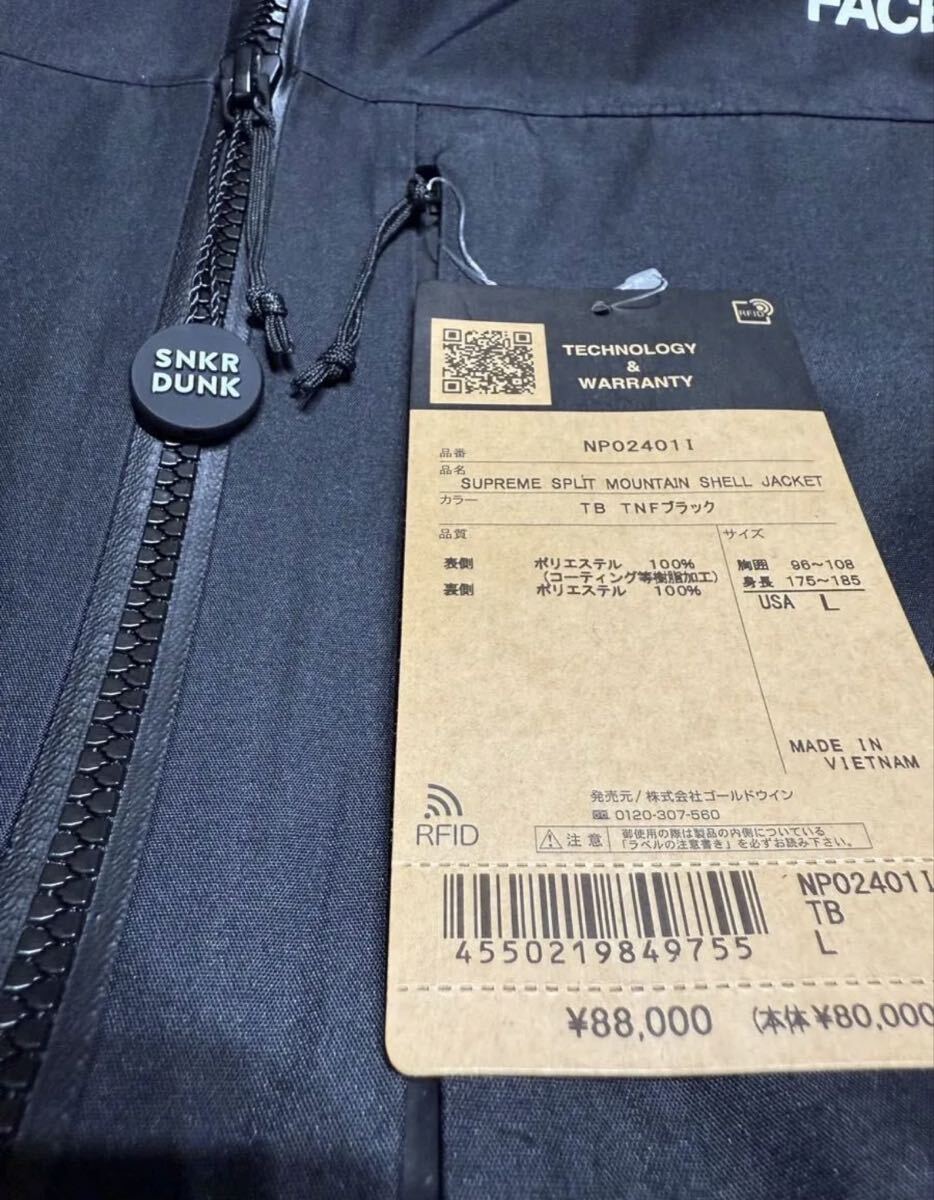 FACE
SNKR
DUNK
RFID
TECHNOLOGY
&
WARRANTY
品番 NP02401I
品名
SUPREME SPLIT MOUNTAIN SHELL JACKET
カラー
TB TNFブラック
品質
表側 ポリエステル 100%
(コーティング等樹脂加工)
裏側 ポリエステル 100%
サイズ
胸囲 96~108
身長 175~185
USA L
MADE IN
VIETNAM
RFID
発売元/株式会社ゴールドウイン
0120-307-560
注意
御使用の際は製品の内側についている
「ラベルの注意書き」を必ずお読み下さい。
4550219849755
NP02401I
TB
L
¥88,000 (本体¥80,000